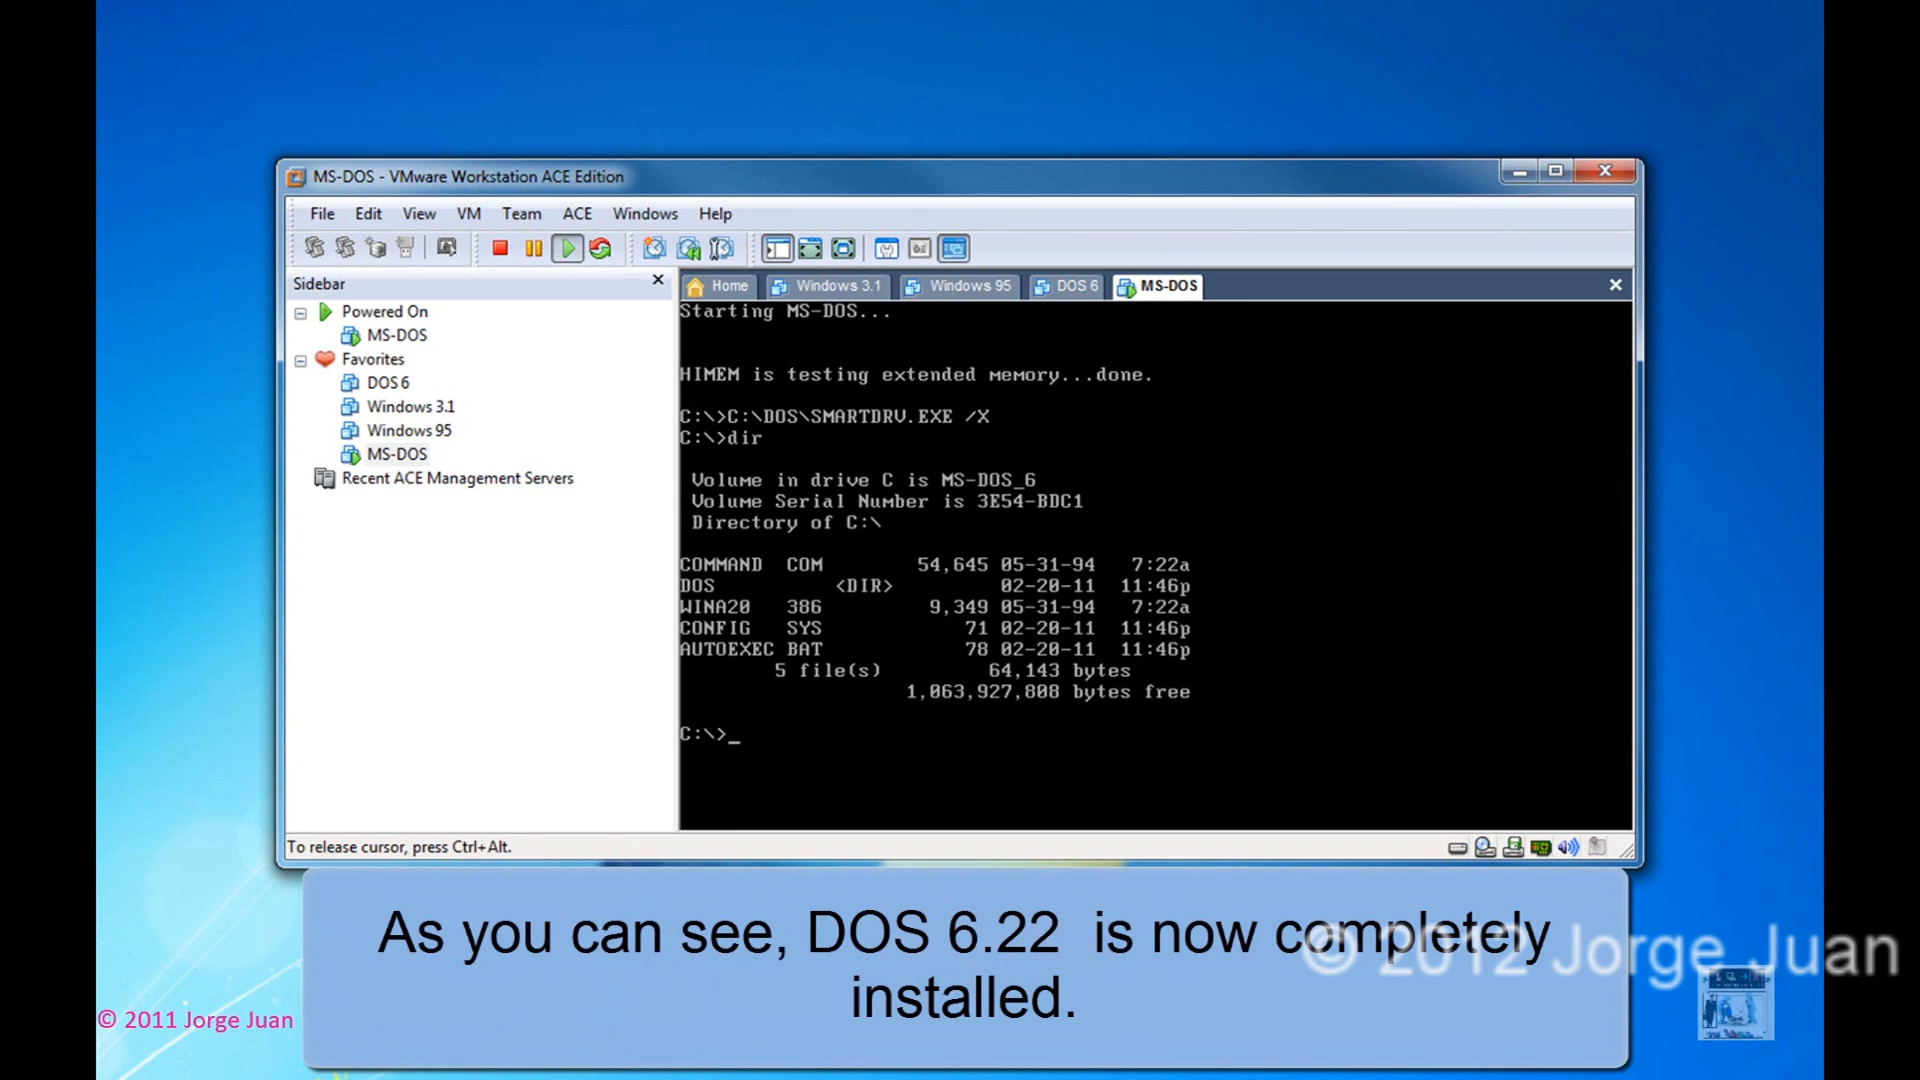 MS-DOS - VMware Workstation ACE Edition
File Edit View VM Team ACE Windows Help
Sidebar
Powered On
MS-DOS
Favorites
DOS 6
Windows 3.1
Windows 95
MS-DOS
Recent ACE Management Servers
Home Windows 3.1 Windows 95 DOS 6 MS-DOS
Starting MS-DOS...
HIMEM is testing extended memory...done.
C:\>C:\DOS\SMARTDRV.EXE /X
C:\>dir
Volume in drive C is MS-DOS_6
Volume Serial Number is 3E54-BDC1
Directory of C:\
COMMAND COM 54,645 05-31-94 7:22a
DOS <DIR> 02-20-11 11:46p
WINA20 386 9,349 05-31-94 7:22a
CONFIG SYS 71 02-20-11 11:46p
AUTOEXEC BAT 78 02-20-11 11:46p
5 file(s) 64,143 bytes
1,063,927,808 bytes free
C:\>_
To release cursor, press Ctrl+Alt.
As you can see, DOS 6.22 is now completely
installed.
© 2012 Jorge Juan
© 2011 Jorge Juan